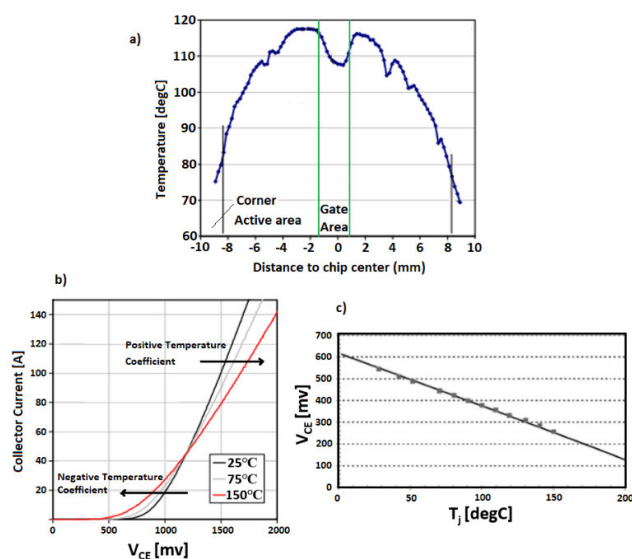 a)
Temperature [degC]
120
110
100
90
80
70
60
Corner
Active area
Gate
Area
-10 -8 -6 -4 -2 0 2 4 6 8 10
Distance to chip center (mm)
b)
Collector Current [A]
140
120
100
80
60
40
20
Positive Temperature
Coefficient
Negative Temperature
Coefficient
25°C
75°C
150°C
0 500 1000 1500 2000
VCE [mv]
c)
VCE [mv]
700
600
500
400
300
200
100
0
0 50 100 150 200
Tj [degC]